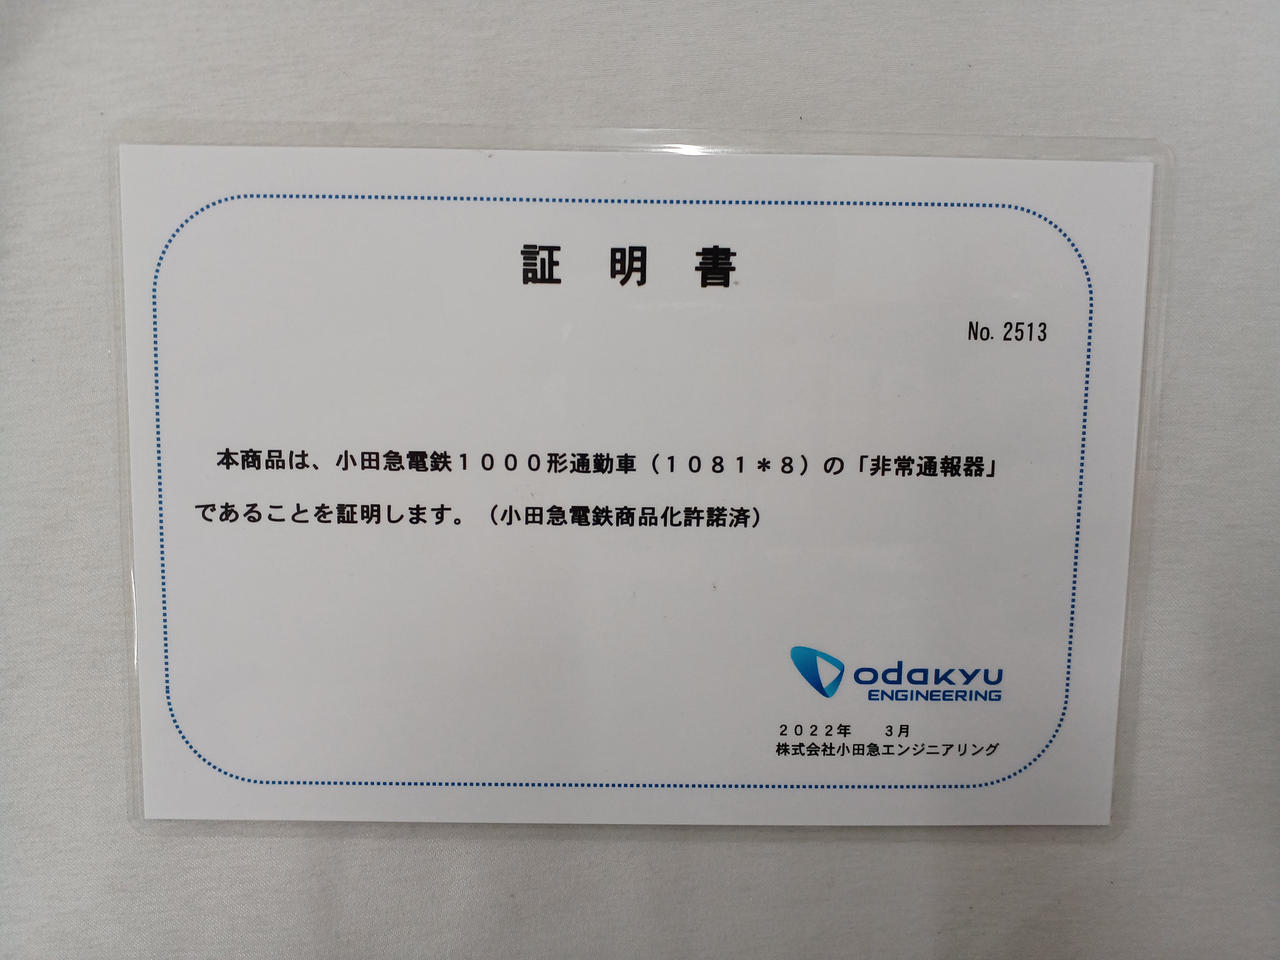 証 明 書
No. 2513
本商品は、小田急電鉄１０００形通勤車（１０８１＊８）の「非常通報器」
であることを証明します。（小田急電鉄商品化許諾済）
odakyu
ENGINEERING
２０２２年　３月
株式会社小田急エンジニアリング